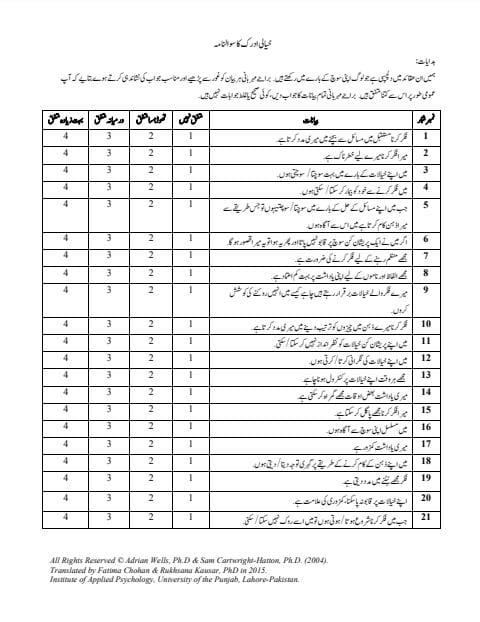 خیالی ادرک کا سوالنامہ
ہدایات:
ہمیں ان عقائد میں دلچسپی ہے جو لوگ اپنی سوچ کے بارے میں رکھتے ہیں۔ براے مہربانی ہر بیان کو غور سے پڑھیے اور مناسب جواب کی نشاندہی کرتے ہوے بتایے کہ آپ
عمومی طور پر اس سے کتنا متفق ہیں۔ براے مہربانی تمام بیانات کا جواب دیں، کوئی صحیح یا غلط جوابات نہیں ہیں۔
نمبر شمار بیانات متفق نہیں تھوڑا سا متفق درمیانہ متفق بہت زیادہ متفق
1 فکر کرنا مستقبل میں مسائل سے بچنے میں میری مدد کرتا ہے۔ 1 2 3 4
2 میرا فکر کرنا میرے لیے خطرناک ہے۔ 1 2 3 4
3 میں اپنے خیالات کے بارے میں بہت سوچتا/ سوچتی ہوں۔ 1 2 3 4
4 میں فکر کرنے سے خود کو بیمار کر سکتا/ سکتی ہوں۔ 1 2 3 4
5 جب میں اپنے مسائل کے حل کے بارے میں سوچتا/ سوچتی ہوں تو جس طریقے سے 1 2 3 4
میرا ذہن کام کرتا ہے میں اس سے آگاہ ہوں۔
6 اگر میں نے ایک پریشان کن سوچ پر قابو نہیں پایا اور پھر یہ ہوا تو یہ میرا قصور ہوگا۔ 1 2 3 4
7 مجھے منظم رہنے کے لیے فکر کرنے کی ضرورت ہے۔ 1 2 3 4
8 مجھے الفاظ اور ناموں کے لیے اپنی یادداشت پر بہت کم اعتماد ہے۔ 1 2 3 4
9 میرے فکر والے خیالات برقرار رہتے ہیں چاہے کیسے میں انہیں روکنے کی کوشش 1 2 3 4
کروں۔
10 فکر کرنا میرے ذہن میں چیزوں کو ترتیب دینے میں میری مدد کرتا ہے۔ 1 2 3 4
11 میں اپنے پریشان کن خیالات کو نظر انداز نہیں کر سکتا/ سکتی۔ 1 2 3 4
12 میں اپنے خیالات کی نگرانی کرتا/ کرتی ہوں۔ 1 2 3 4
13 مجھے ہر وقت اپنے خیالات پر کنٹرول ہونا چاہے۔ 1 2 3 4
14 میری یادداشت بعض اوقات مجھے گمراہ کر سکتی ہے۔ 1 2 3 4
15 میرا فکر کرنا مجھے پاگل کر سکتا ہے۔ 1 2 3 4
16 میں مسلسل اپنی سوچ سے آگاہ ہوں۔ 1 2 3 4
17 میری یادداشت کمزور ہے۔ 1 2 3 4
18 میں اپنے ذہن کے کام کرنے کے طریقے پر گہری توجہ دیتا/ دیتی ہوں۔ 1 2 3 4
19 فکر مجھے نپٹنے میں مدد دیتی ہے۔ 1 2 3 4
20 اپنے خیالات پر قابو نہ پا سکنا، کمزوری کی علامت ہے۔ 1 2 3 4
21 جب میں فکر کرنا شروع ہوتا/ ہوتی ہوں تو میں اسے روک نہیں سکتا/ سکتی۔ 1 2 3 4
All Rights Reserved © Adrian Wells, Ph.D & Sam Cartwright-Hatton, Ph.D. (2004).
Translated by Fatima Chohan & Rukhsana Kausar, PhD in 2015.
Institute of Applied Psychology, University of the Punjab, Lahore-Pakistan.